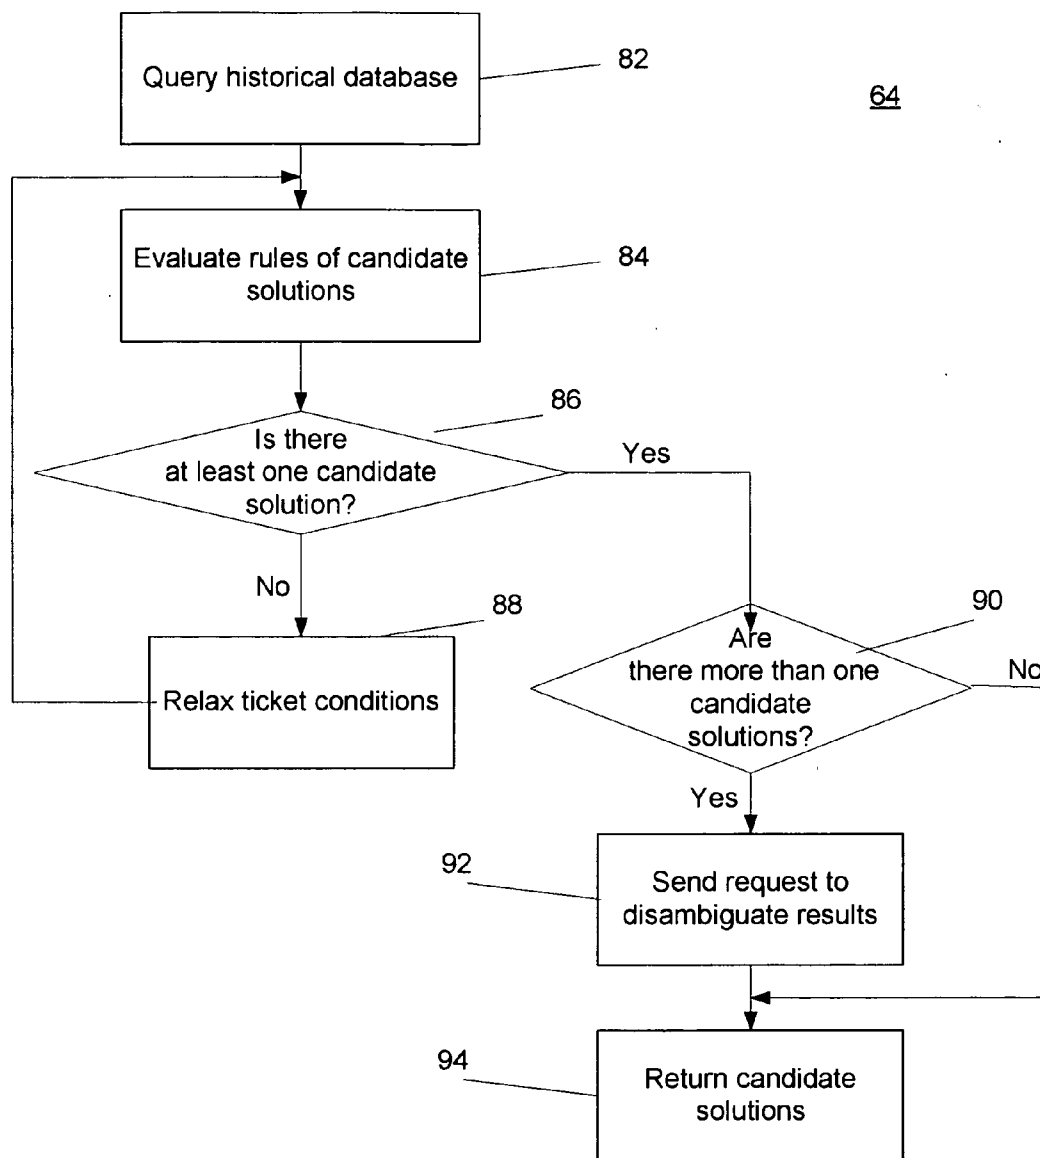 Query historical database
82
64
Evaluate rules of candidate
solutions
84
86
Is there
at least one candidate
solution?
Yes
No
88
90
Relax ticket conditions
Are
there more than one
candidate
solutions?
No
Yes
92
Send request to
disambiguate results
94
Return candidate
solutions